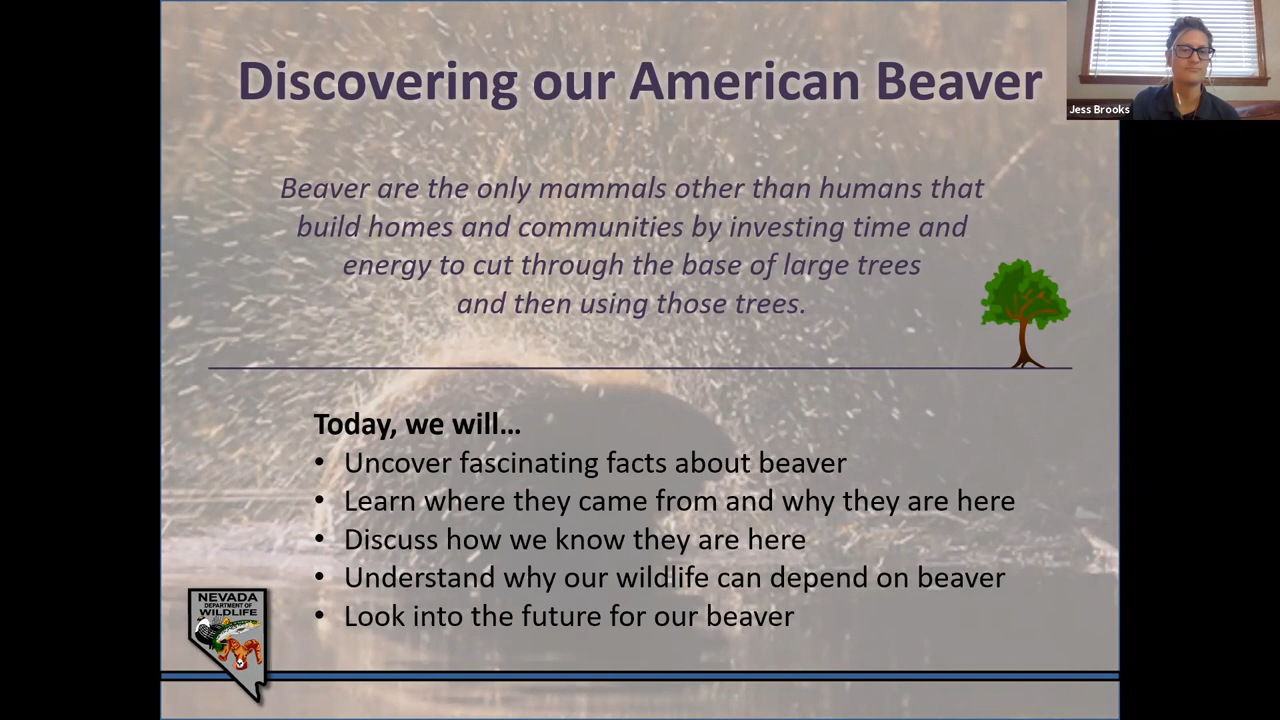 Discovering our American Beaver
Jess Brooks
Beaver are the only mammals other than humans that
build homes and communities by investing time and
energy to cut through the base of large trees
and then using those trees.
Today, we will...
• Uncover fascinating facts about beaver
• Learn where they came from and why they are here
• Discuss how we know they are here
• Understand why our wildlife can depend on beaver
• Look into the future for our beaver
NEVADA
DEPARTMENT OF
WILDLIFE